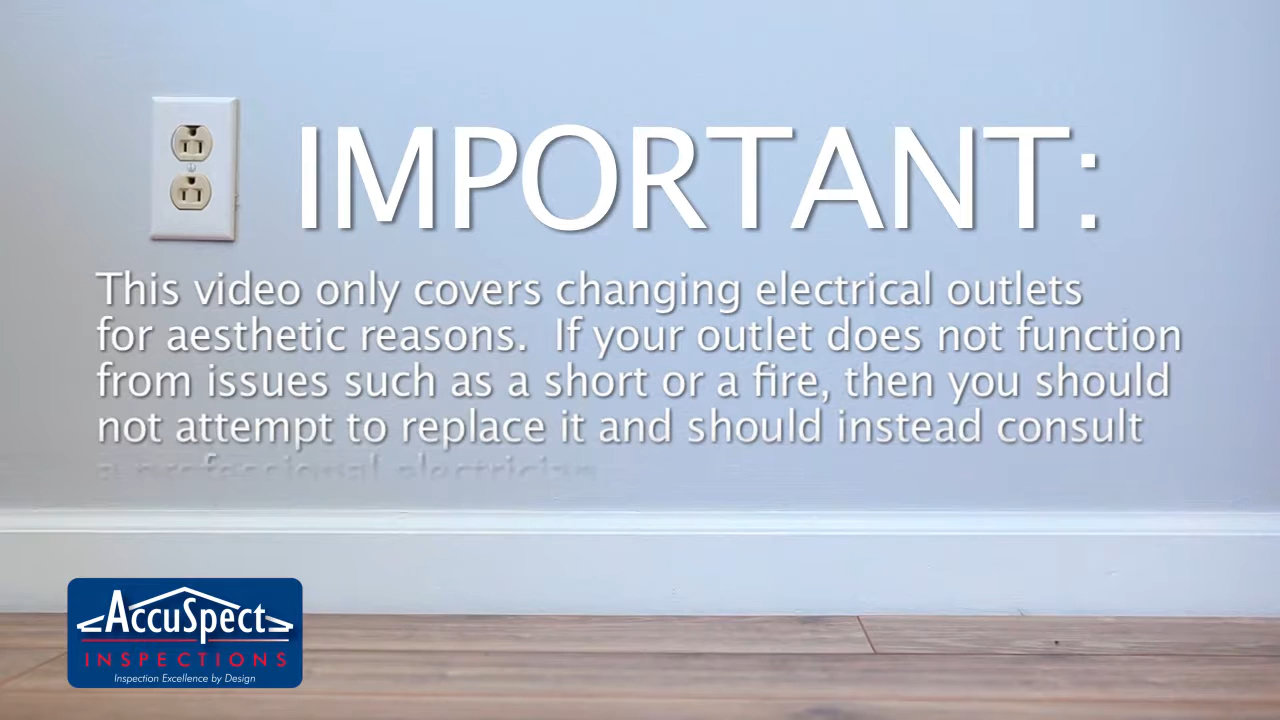 IMPORTANT:
This video only covers changing electrical outlets
for aesthetic reasons.  If your outlet does not function
from issues such as a short or a fire, then you should
not attempt to replace it and should instead consult
a professional electrician
AccuSpect
INSPECTIONS
Inspection Excellence by Design